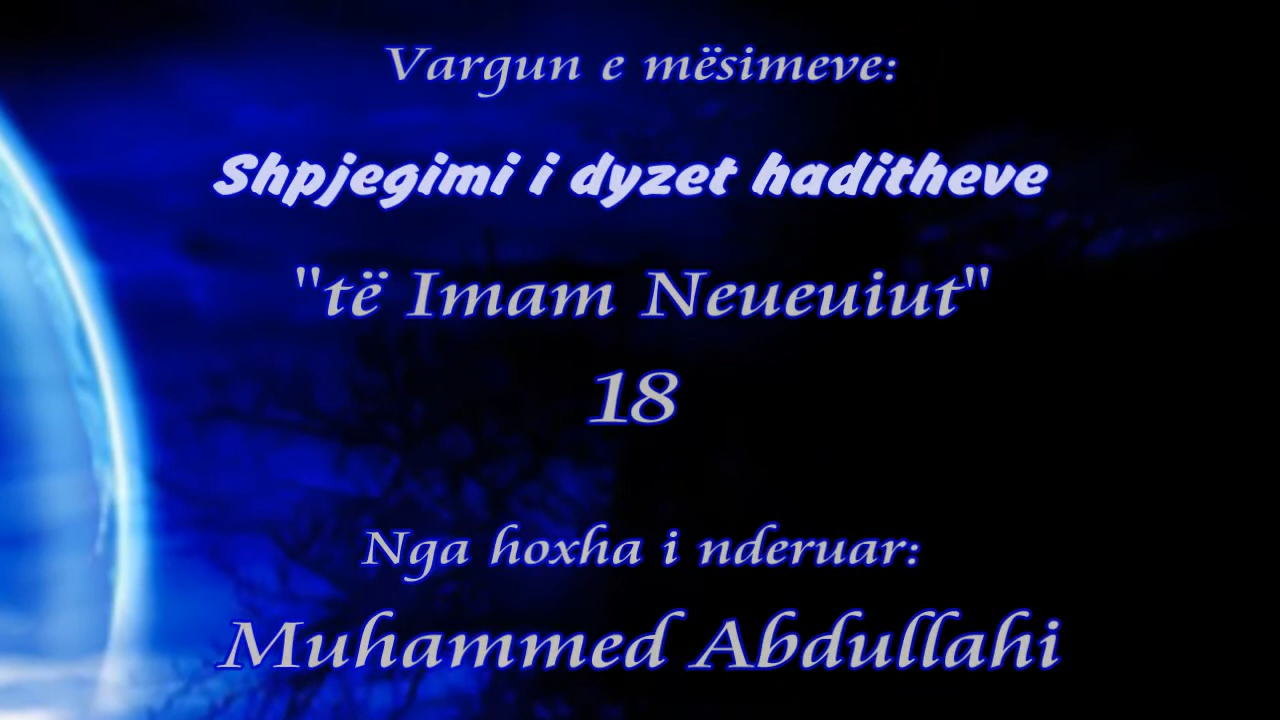 Vargun e mësimeve:
Shpjegimi i dyzet haditheve
"të Imam Neueuiut"
18
Nga hoxha i nderuar:
Muhammed Abdullahi